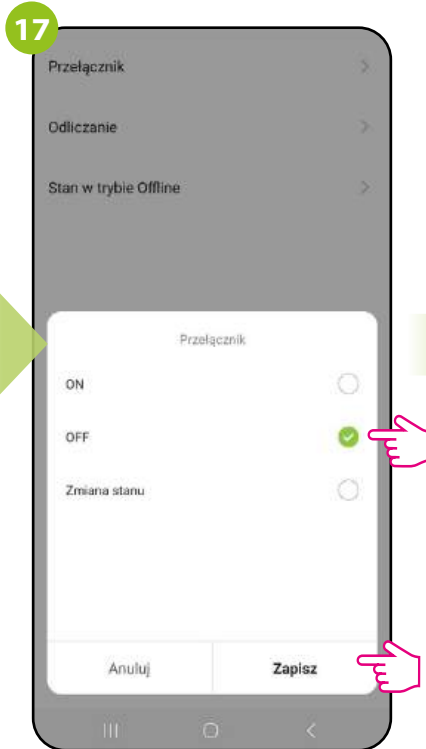 17
Przełącznik
Odliczanie
Stan w trybie Offline
Przełącznik
ON
OFF
Zmiana stanu
Anuluj
Zapisz